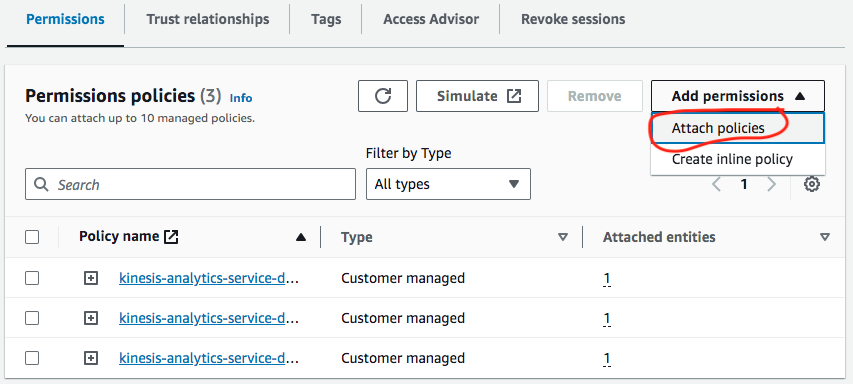 Permissions Trust relationships Tags Access Advisor Revoke sessions
Permissions policies (3) Info
You can attach up to 10 managed policies.
Simulate Remove Add permissions
Attach policies
Create inline policy
Filter by Type
Search All types 1
Policy name Type Attached entities
kinesis-analytics-service-d... Customer managed 1
kinesis-analytics-service-d... Customer managed 1
kinesis-analytics-service-d... Customer managed 1